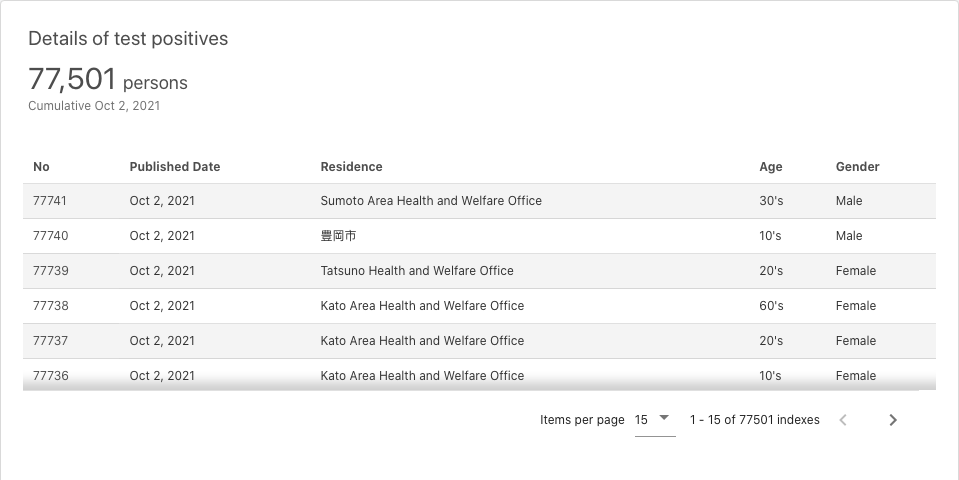 Details of test positives
77,501 persons
Cumulative Oct 2, 2021
No Published Date Residence Age Gender
77741 Oct 2, 2021 Sumoto Area Health and Welfare Office 30's Male
77740 Oct 2, 2021 豊岡市 10's Male
77739 Oct 2, 2021 Tatsuno Health and Welfare Office 20's Female
77738 Oct 2, 2021 Kato Area Health and Welfare Office 60's Female
77737 Oct 2, 2021 Kato Area Health and Welfare Office 20's Female
77736 Oct 2, 2021 Kato Area Health and Welfare Office 10's Female
Items per page 15 1 - 15 of 77501 indexes